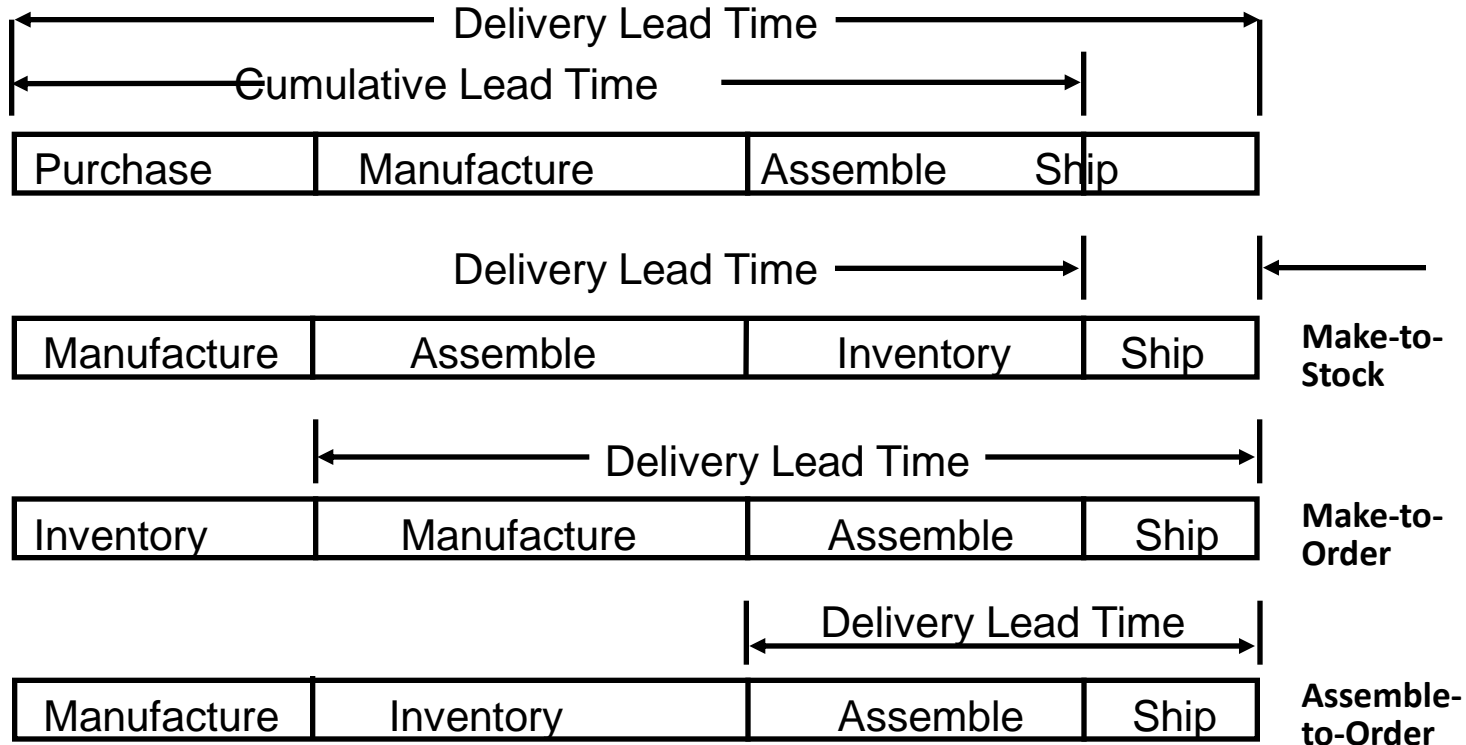 Delivery Lead Time
Cumulative Lead Time
Purchase Manufacture Assemble Ship
Delivery Lead Time
Manufacture Assemble Inventory Ship
Make-to-
Stock
Delivery Lead Time
Inventory Manufacture Assemble Ship
Make-to-
Order
Delivery Lead Time
Manufacture Inventory Assemble Ship
Assemble-
to-Order